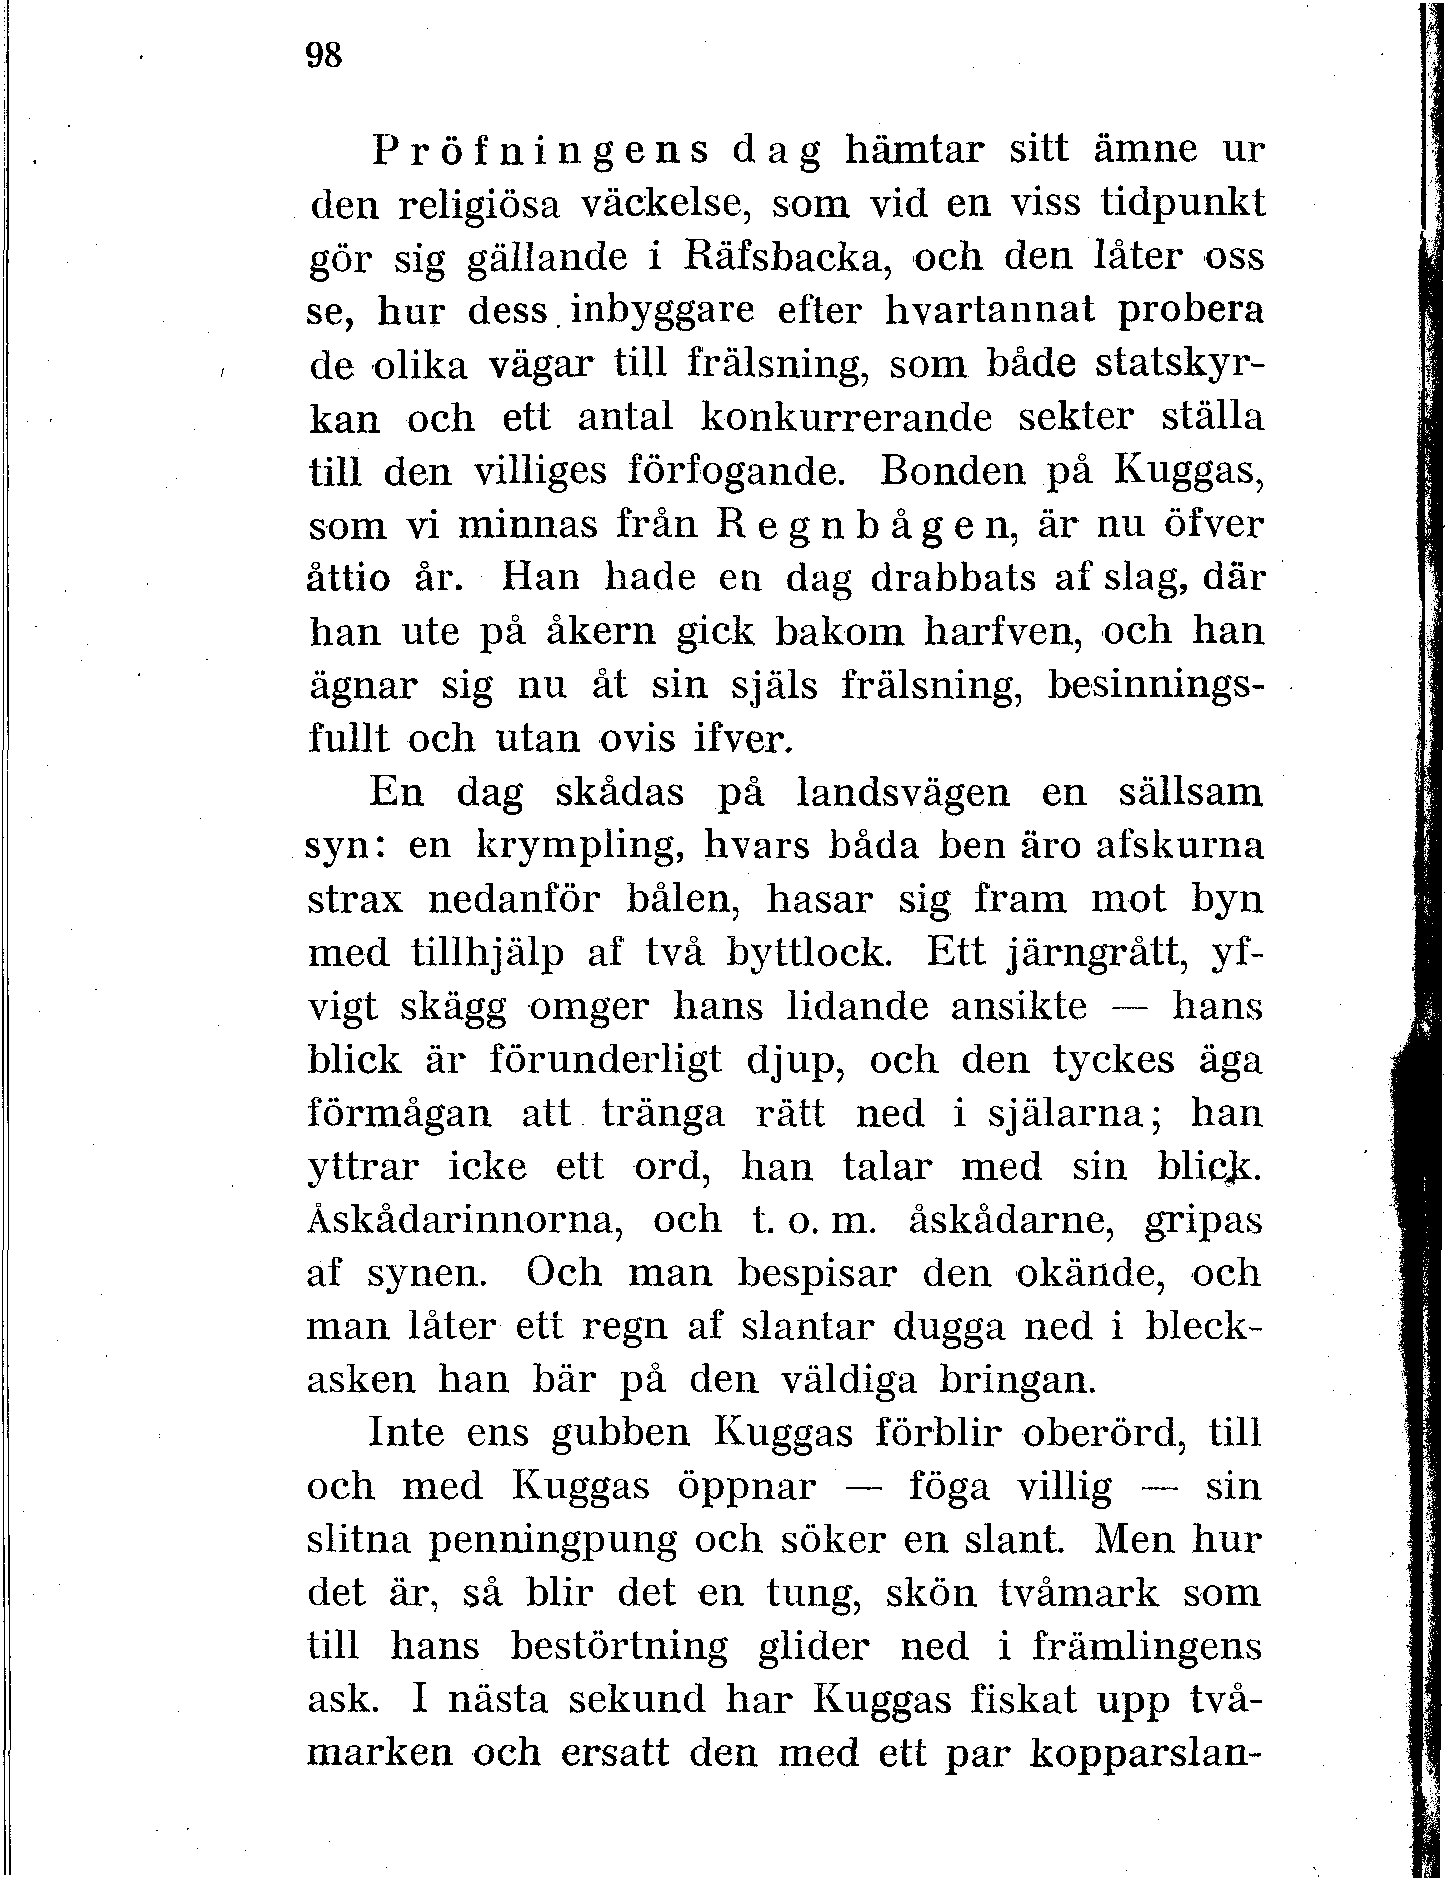 98
Pröfningens dag hämtar sitt ämne ur
den religiösa väckelse, som vid en viss tidpunkt
gör sig gällande i Räfsbacka, och den låter oss
se, hur dess inbyggare efter hvartannat probera
de olika vägar till frälsning, som både statskyr-
kan och ett antal konkurrerande sekter ställa
till den villiges förfogande. Bonden på Kuggas,
som vi minnas från Regnbågen, är nu öfver
åttio år. Han hade en dag drabbats af slag, där
han ute på åkern gick bakom harfven, och han
ägnar sig nu åt sin själs frälsning, besinnings-
fullt och utan ovis ifver.
En dag skådas på landsvägen en sällsam
syn: en krympling, hvars båda ben äro afskurna
strax nedanför bålen, hasar sig fram mot byn
med tillhjälp af två byttlock. Ett järngrått, yf-
vigt skägg omger hans lidande ansikte — hans
blick är förunderligt djup, och den tyckes äga
förmågan att tränga rätt ned i själarna; han
yttrar icke ett ord, han talar med sin blick.
Åskådarinnorna, och t. o. m. åskådarne, gripas
af synen. Och man bespisar den okände, och
man låter ett regn af slantar dugga ned i bleck-
asken han bär på den väldiga bringan.
Inte ens gubben Kuggas förblir oberörd, till
och med Kuggas öppnar — föga villig — sin
slitna penningpung och söker en slant. Men hur
det är, så blir det en tung, skön tvåmark som
till hans bestörtning glider ned i främlingens
ask. I nästa sekund har Kuggas fiskat upp två-
marken och ersatt den med ett par kopparslan-